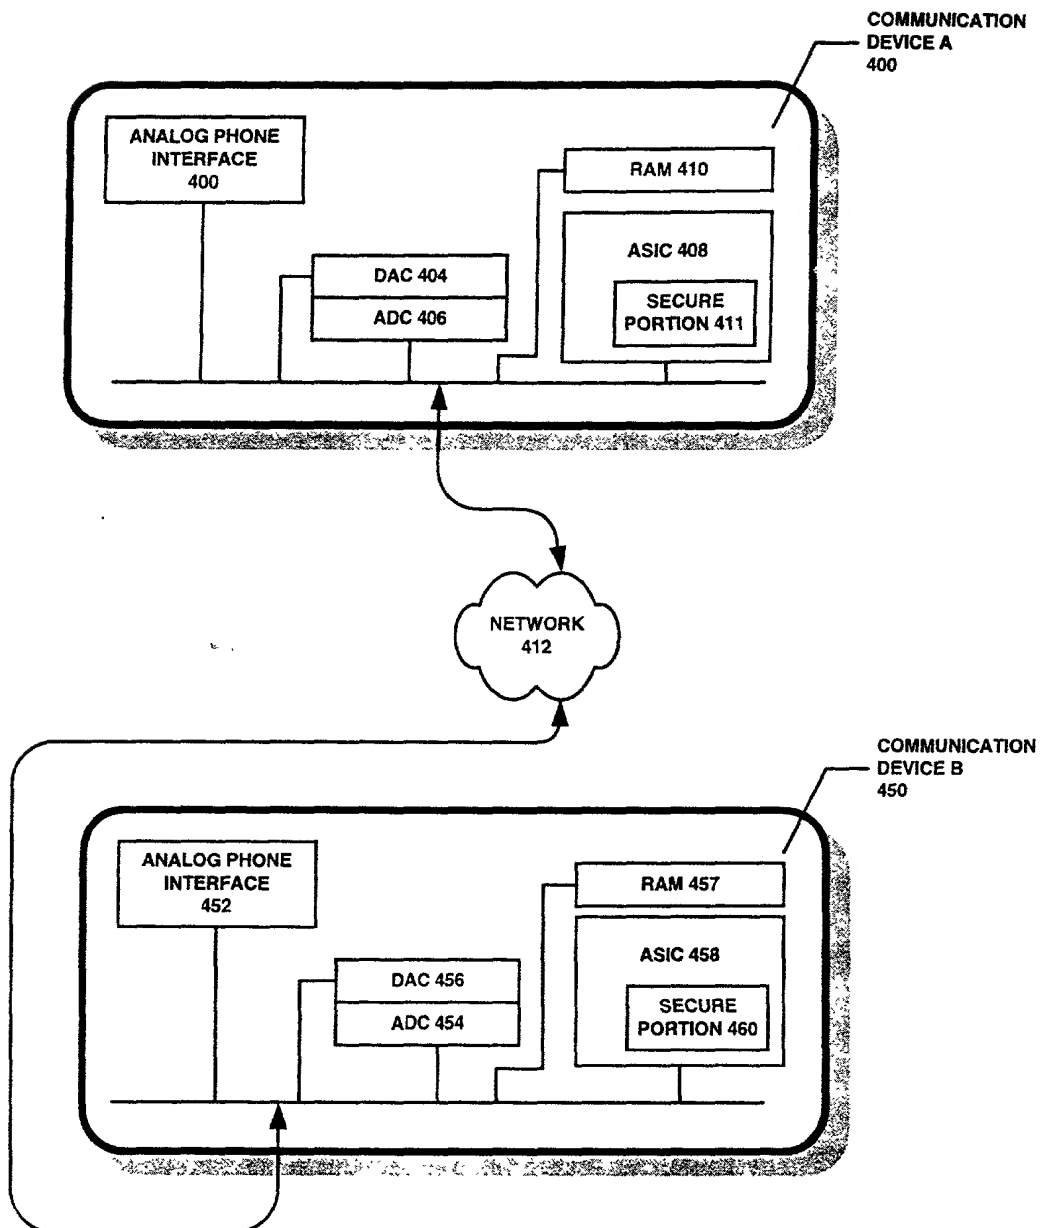 COMMUNICATION
DEVICE A
400
ANALOG PHONE
INTERFACE
400
RAM 410
ASIC 408
DAC 404
ADC 406
SECURE
PORTION 411
NETWORK
412
COMMUNICATION
DEVICE B
450
ANALOG PHONE
INTERFACE
452
RAM 457
ASIC 458
DAC 456
ADC 454
SECURE
PORTION 460